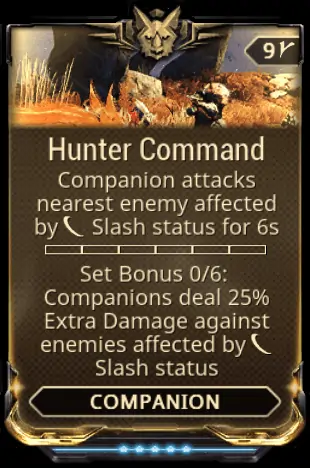 9
Hunter Command
Companion attacks
nearest enemy affected
by Slash status for 6s
Set Bonus 0/6:
Companions deal 25%
Extra Damage against
enemies affected by
Slash status
COMPANION